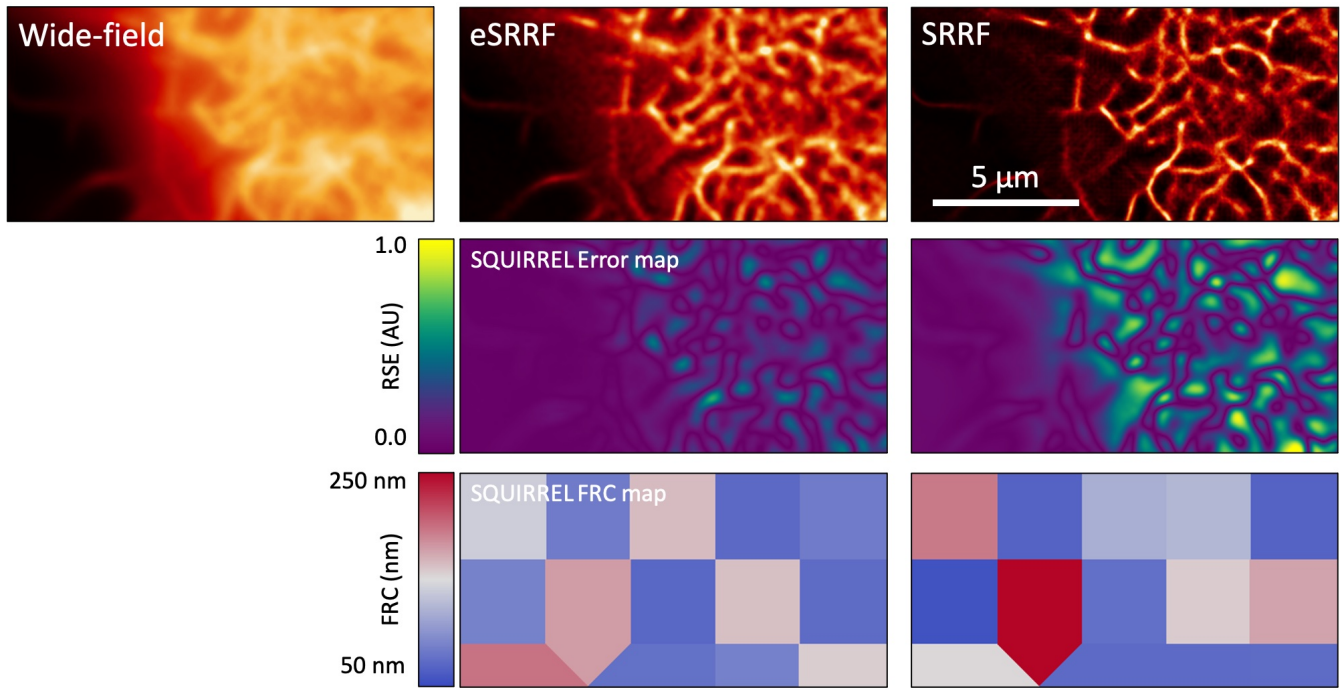 Wide-field
eSRRF
SRRF
5 µm
1.0
RSE (AU)
0.0
SQUIRREL Error map
250 nm
FRC (nm)
50 nm
SQUIRREL FRC map